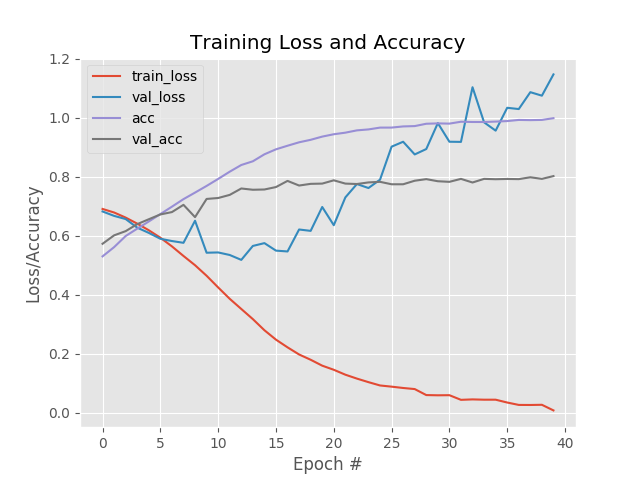 Training Loss and Accuracy
train_loss
val_loss
acc
val_acc
Loss/Accuracy
1.2
1.0
0.8
0.6
0.4
0.2
0.0
0 5 10 15 20 25 30 35 40
Epoch #